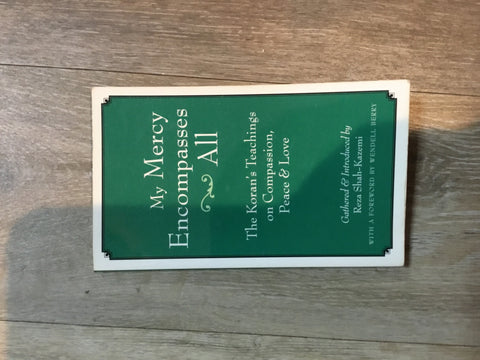 My Mercy
Encompasses
All
The Koran's Teachings
on Compassion,
Peace & Love
Gathered & Introduced by
Reza Shah-Kazemi
WITH A FOREWORD BY WENDELL BERRY